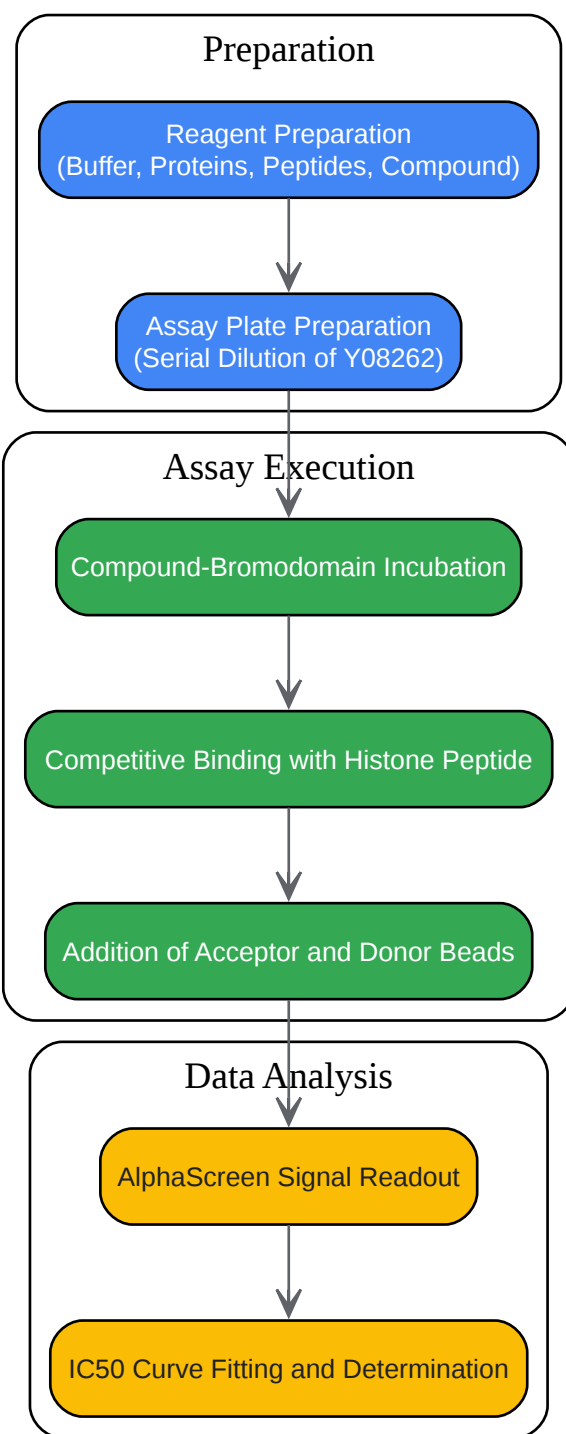 Preparation
Reagent Preparation
(Buffer, Proteins, Peptides, Compound)
Assay Plate Preparation
(Serial Dilution of Y08262)
Assay Execution
Compound-Bromodomain Incubation
Competitive Binding with Histone Peptide
Addition of Acceptor and Donor Beads
Data Analysis
AlphaScreen Signal Readout
IC50 Curve Fitting and Determination